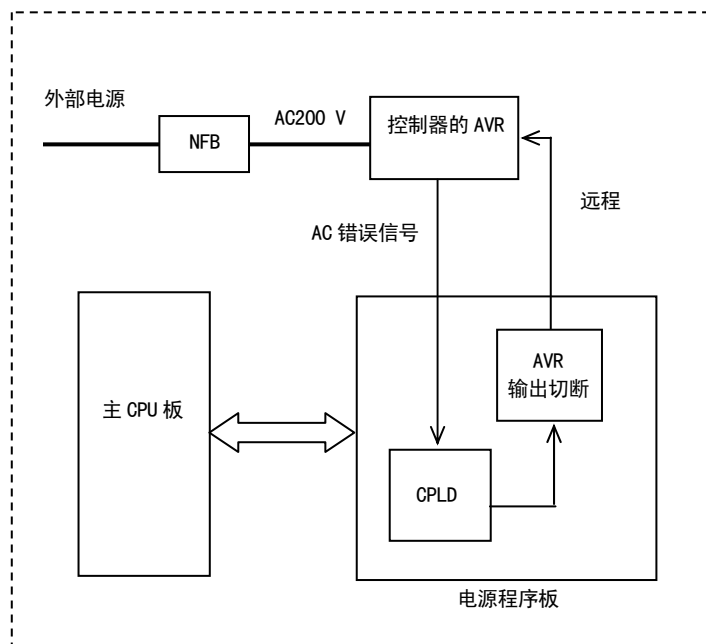 外部电源
NFB
AC200 V
控制器的 AVR
远程
AC 错误信号
AVR
输出切断
主 CPU 板
CPLD
电源程序板